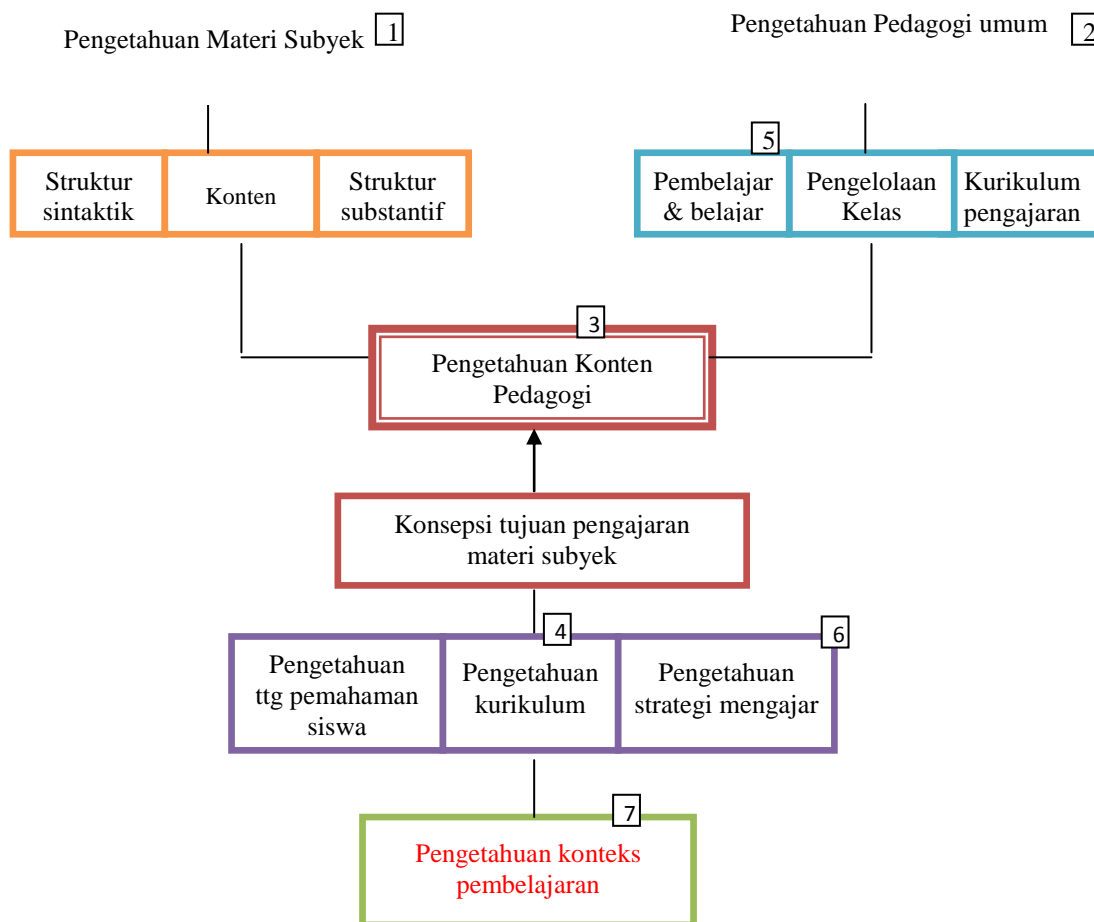 Pengetahuan Materi Subyek 1
Pengetahuan Pedagogi umum 2
Struktur
sintaktik
Konten
Struktur
substantif
5
Pembelajar
& belajar
Pengelolaan
Kelas
Kurikulum
pengajaran
3
Pengetahuan Konten
Pedagogi
Konsepsi tujuan pengajaran
materi subyek
4
6
Pengetahuan
ttg pemahaman
siswa
Pengetahuan
kurikulum
Pengetahuan
strategi mengajar
7
Pengetahuan konteks
pembelajaran